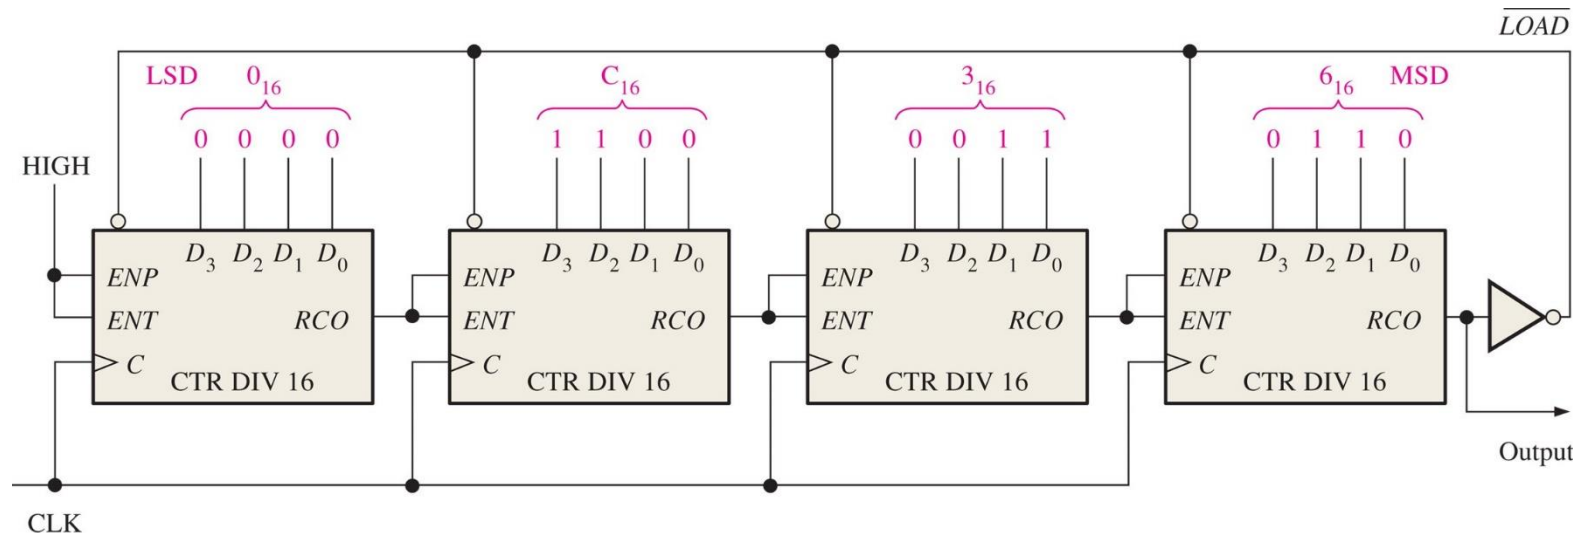 LOAD
LSD 0₁₆ C₁₆ 3₁₆ 6₁₆ MSD
0 0 0 0 1 1 0 0 0 0 1 1 0 1 1 0
HIGH
D₃ D₂ D₁ D₀ D₃ D₂ D₁ D₀ D₃ D₂ D₁ D₀ D₃ D₂ D₁ D₀
ENP ENP ENP ENP
ENT RCO ENT RCO ENT RCO ENT RCO
C C C C
CTR DIV 16 CTR DIV 16 CTR DIV 16 CTR DIV 16
Output
CLK